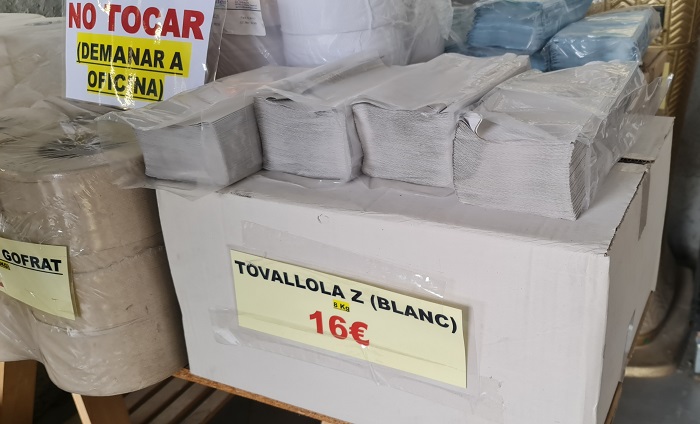 NO TOCAR
(DEMANAR A
OFICINA)
GOFRAT
TOVALLOLA Z (BLANC)
8 Kg
16€